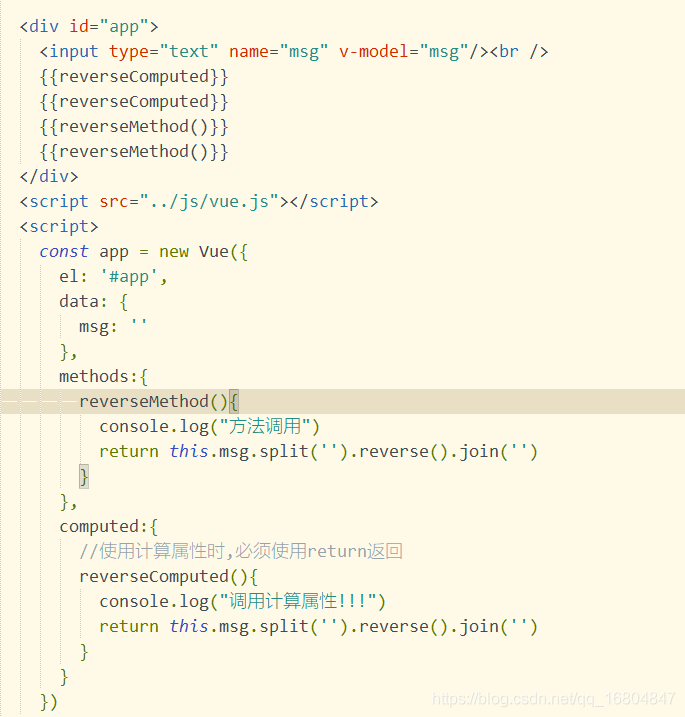 <div id="app">
<input type="text" name="msg" v-model="msg"/><br />
{{reverseComputed}}
{{reverseComputed}}
{{reverseMethod()}}
{{reverseMethod()}}
</div>
<script src="../js/vue.js"></script>
<script>
const app = new Vue({
el: '#app',
data: {
msg: ''
},
methods:{
reverseMethod(){
console.log("方法调用")
return this.msg.split('').reverse().join('')
}
},
computed:{
//使用计算属性时,必须使用return返回
reverseComputed(){
console.log("调用计算属性!!!")
return this.msg.split('').reverse().join('')
}
}
})
https://blog.csdn.net/qq_16804847